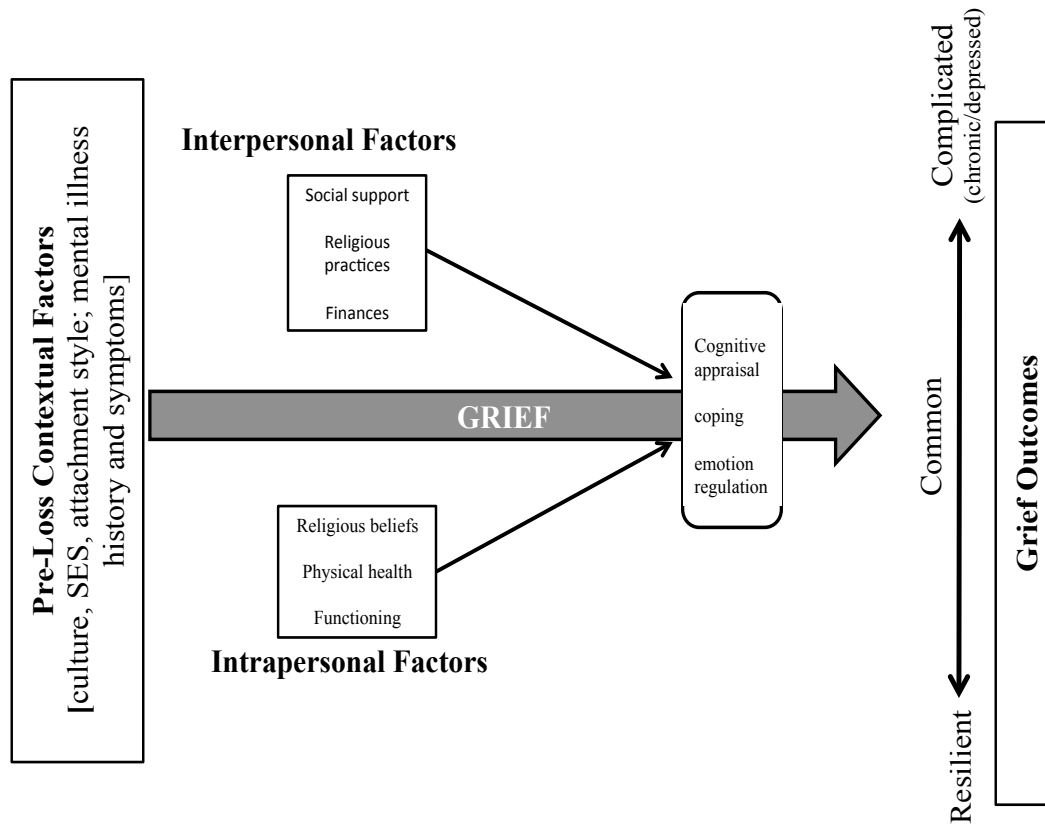 Pre-Loss Contextual Factors
[culture, SES, attachment style; mental illness
history and symptoms]
Interpersonal Factors
Social support
Religious
practices
Finances
GRIEF
Cognitive
appraisal
coping
emotion
regulation
Religious beliefs
Physical health
Functioning
Intrapersonal Factors
Complicated
(chronic/depressed)
Common
Resilient
Grief Outcomes